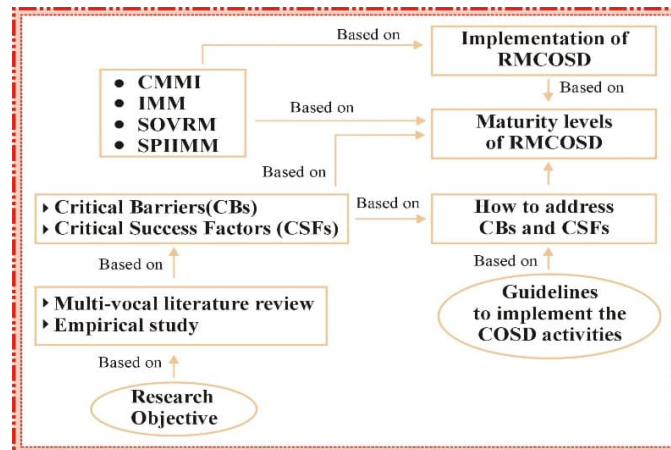 Based on
Implementation of
RMCOSD
• CMMI
• IMM
• SOVRM
• SPIIMM
Based on
Based on
Maturity levels
of RMCOSD
Based on
Critical Barriers(CBs)
Critical Success Factors (CSFs)
Based on
How to address
CBs and CSFs
Based on
Based on
Multi-vocal literature review
Empirical study
Guidelines
to implement the
COSD activities
Based on
Research
Objective